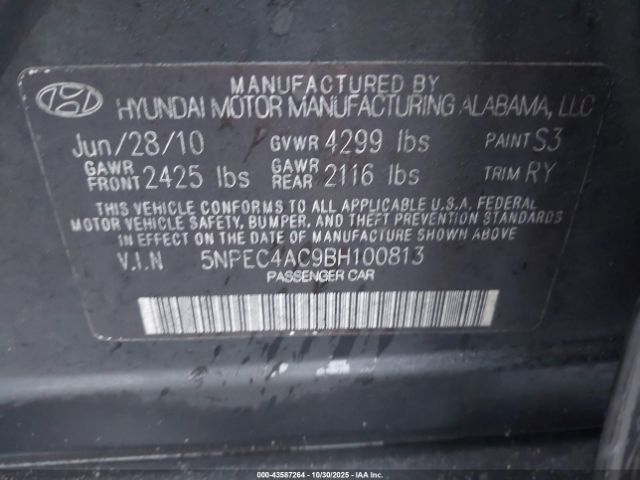 MANUFACTURED BY
HYUNDAI MOTOR MANUFACTURING ALABAMA, LLC
Jun/28/10 GVWR 4299 lbs PAINT S3
GAWR FRONT 2425 lbs GAWR REAR 2116 lbs TRIM RY
THIS VEHICLE CONFORMS TO ALL APPLICABLE U.S.A. FEDERAL
MOTOR VEHICLE SAFETY, BUMPER, AND THEFT PREVENTION STANDARDS
IN EFFECT ON THE DATE OF MANUFACTURE SHOWN ABOVE
V.I.N 5NPEC4AC9BH100813
PASSENGER CAR
© 43587264 - 10/30/2025 - IAA Inc.